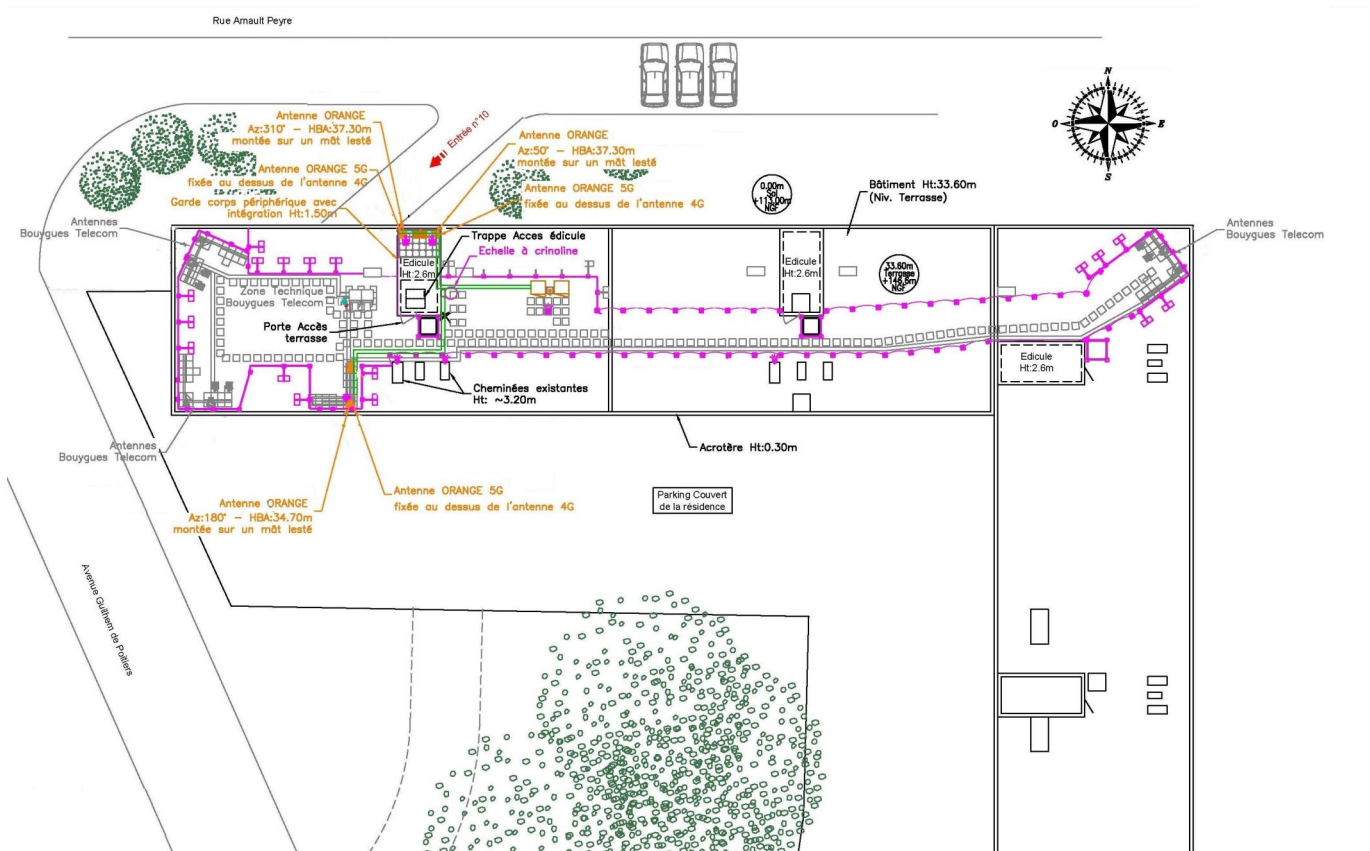 Rue Arnault Peyre
N
O
E
S
Antenne ORANGE
Az:310° – HBA:37.30m
montée sur un mât lesté
Entrée n°10
Antenne ORANGE
Az:50° – HBA:37.30m
montée sur un mât lesté
Antenne ORANGE 5G
fixée au dessus de l'antenne 4G
Antenne ORANGE 5G
fixée au dessus de l'antenne 4G
Garde corps périphérique avec
intégration Ht:1.50m
0.00m
Sol
+113.00m
NGF
Bâtiment Ht:33.60m
(Niv. Terrasse)
Antennes
Bouygues Telecom
Antennes
Bouygues Telecom
Trappe Acces édicule
Echelle à crinoline
Edicule
Ht:2.6m
Edicule
Ht:2.6m
33.60m
Terrasse
+146.6m
NGF
Zone Technique
Bouygues Telecom
Porte Accès
terrasse
Edicule
Ht:2.6m
Cheminées existantes
Ht: ~3.20m
Antennes
Bouygues Telecom
Acrotère Ht:0.30m
Antenne ORANGE
Az:180° – HBA:34.70m
montée sur un mât lesté
Antenne ORANGE 5G
fixée au dessus de l'antenne 4G
Parking Couvert
de la résidence
Avenue Guilhem de Poitiers